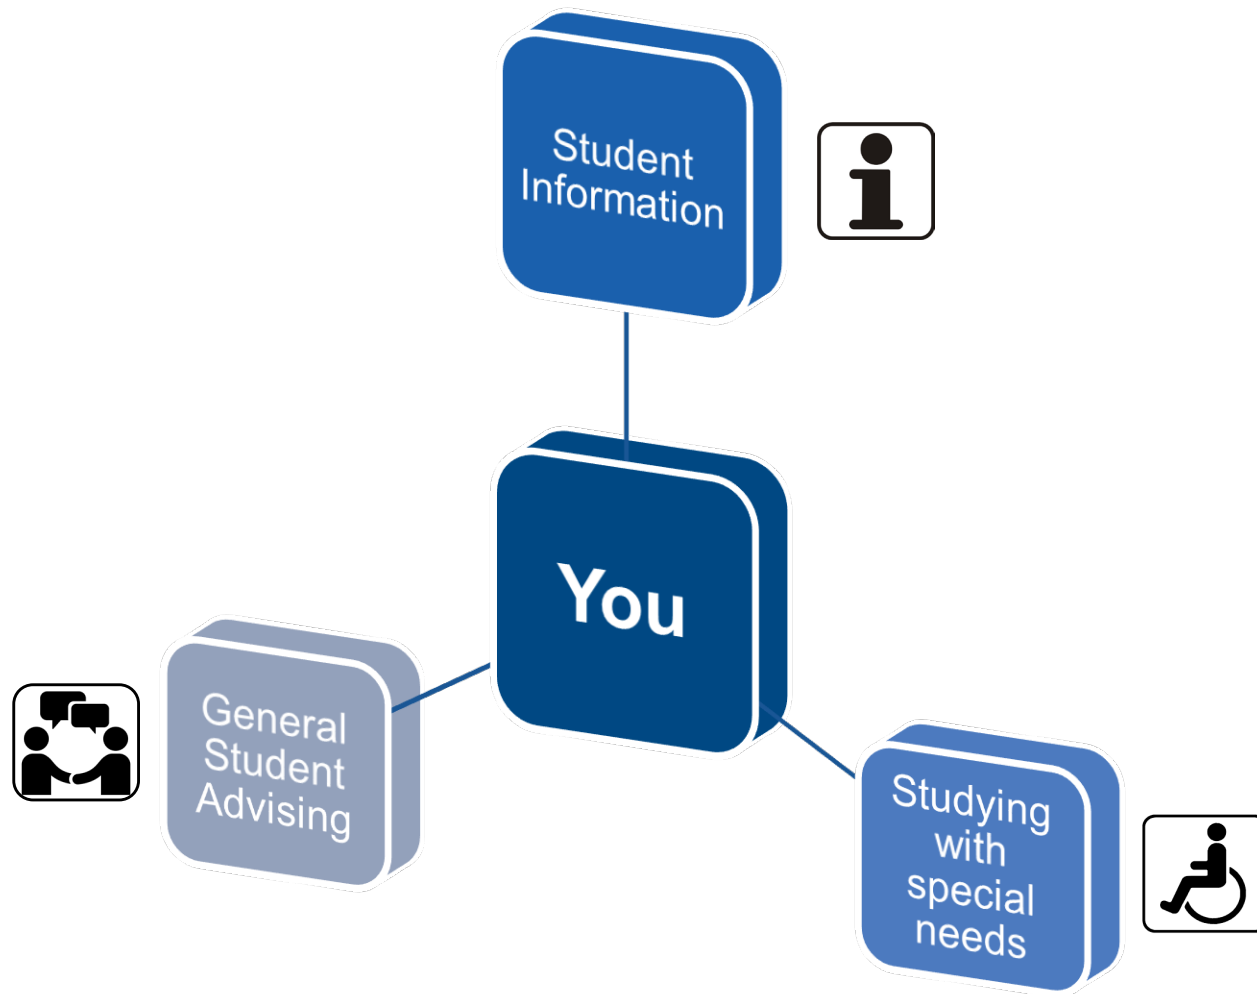 Student
Information
You
General
Student
Advising
Studying
with
special
needs